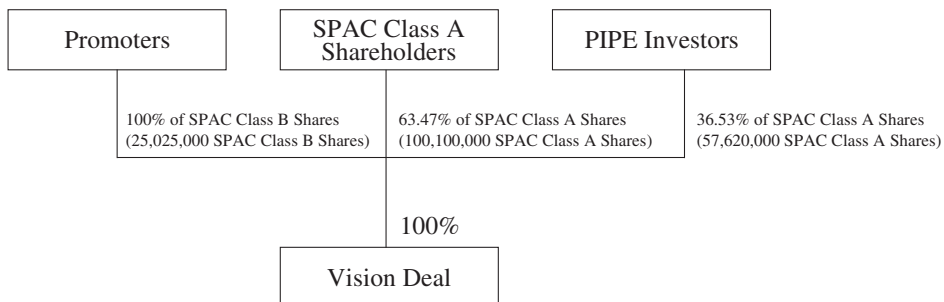 Promoters
SPAC Class A
Shareholders
PIPE Investors
100% of SPAC Class B Shares
(25,025,000 SPAC Class B Shares)
63.47% of SPAC Class A Shares
(100,100,000 SPAC Class A Shares)
36.53% of SPAC Class A Shares
(57,620,000 SPAC Class A Shares)
100%
Vision Deal